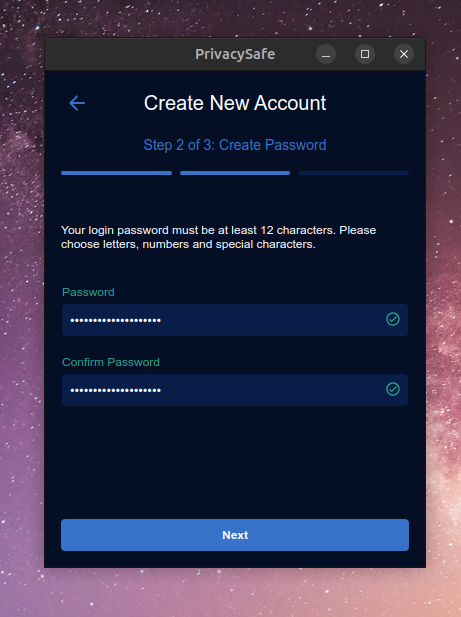 PrivacySafe
Create New Account
Step 2 of 3: Create Password
Your login password must be at least 12 characters. Please
choose letters, numbers and special characters.
Password
••••••••••••••••••••
Confirm Password
••••••••••••••••••••
Next